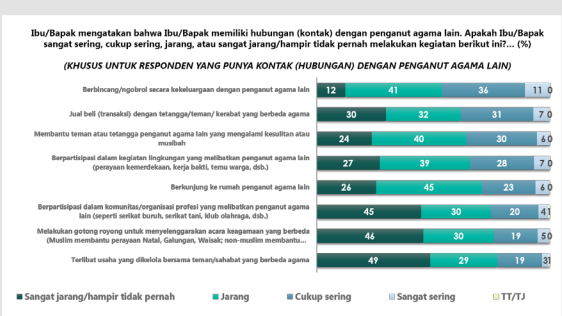 Ibu/Bapak mengatakan bahwa Ibu/Bapak memiliki hubungan (kontak) dengan penganut agama lain. Apakah Ibu/Bapak
sangat sering, cukup sering, jarang, atau sangat jarang/hampir tidak pernah melakukan kegiatan berikut ini?... (%)
(KHUSUS UNTUK RESPONDEN YANG PUNYA KONTAK (HUBUNGAN) DENGAN PENGANUT AGAMA LAIN)
Berbincang/ngobrol secara kekeluargaan dengan penganut agama lain 12 41 36 11 0
Jual beli (transaksi) dengan tetangga/teman/ kerabat yang berbeda agama 30 32 31 7 0
Membantu teman atau tetangga penganut agama lain yang mengalami kesulitan atau
musibah 24 40 30 6 0
Berpartisipasi dalam kegiatan lingkungan yang melibatkan penganut agama lain
(perayaan kemerdekaan, kerja bakti, temu warga, dsb.) 27 39 28 7 0
Berkunjung ke rumah penganut agama lain 26 45 23 6 0
Berpartisipasi dalam komunitas/organisasi profesi yang melibatkan penganut agama
lain (seperti serikat buruh, serikat tani, klub olahraga, dsb.) 45 30 20 4 1
Melakukan gotong royong untuk menyelenggarakan acara keagamaan yang berbeda
(Muslim membantu perayaan Natal, Galungan, Waisak; non-muslim membantu... 46 30 19 5 0
Terlibat usaha yang dikelola bersama teman/sahabat yang berbeda agama 49 29 19 3 1
Sangat jarang/hampir tidak pernah Jarang Cukup sering Sangat sering TT/TJ